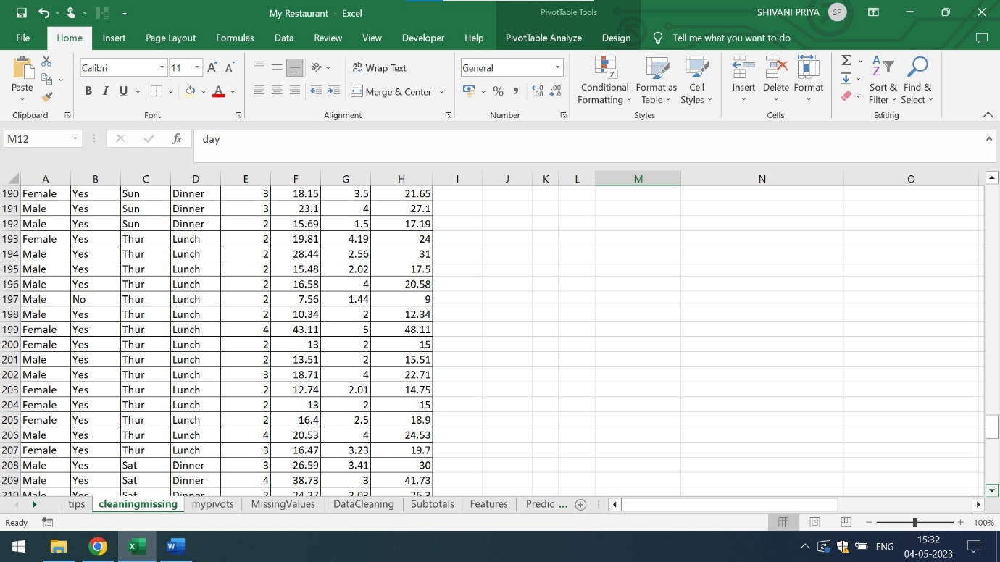 My Restaurant - Excel
PivotTable Tools
SHIVANI PRIYA SP
File Home Insert Page Layout Formulas Data Review View Developer Help PivotTable Analyze Design Tell me what you want to do
Paste
Clipboard
Calibri 11 A A
B I U A
Font
ab Wrap Text
Merge & Center
Alignment
General
% , .00 .00
Number
Conditional Formatting
Format as Table
Cell Styles
Styles
Insert Delete Format
Cells
Σ
Sort & Filter
Find & Select
Editing
M12 fx day
A B C D E F G H I J K L M N O
190 Female Yes Sun Dinner 3 18.15 3.5 21.65
191 Male Yes Sun Dinner 3 23.1 4 27.1
192 Male Yes Sun Dinner 2 15.69 1.5 17.19
193 Female Yes Thur Lunch 2 19.81 4.19 24
194 Male Yes Thur Lunch 2 28.44 2.56 31
195 Male Yes Thur Lunch 2 15.48 2.02 17.5
196 Male Yes Thur Lunch 2 16.58 4 20.58
197 Male No Thur Lunch 2 7.56 1.44 9
198 Male Yes Thur Lunch 2 10.34 2 12.34
199 Female Yes Thur Lunch 4 43.11 5 48.11
200 Female Yes Thur Lunch 2 13 2 15
201 Male Yes Thur Lunch 2 13.51 2 15.51
202 Male Yes Thur Lunch 3 18.71 4 22.71
203 Female Yes Thur Lunch 2 12.74 2.01 14.75
204 Female Yes Thur Lunch 2 13 2 15
205 Female Yes Thur Lunch 2 16.4 2.5 18.9
206 Male Yes Thur Lunch 4 20.53 4 24.53
207 Female Yes Thur Lunch 3 16.47 3.23 19.7
208 Male Yes Sat Dinner 3 26.59 3.41 30
209 Male Yes Sat Dinner 4 38.73 3 41.73
210 Male Yes Sat Dinner 2 24.27 2.03 26.3
tips cleaningmissing mypivots MissingValues DataCleaning Subtotals Features Predic ...
Ready 100%
ENG 15:32
04-05-2023